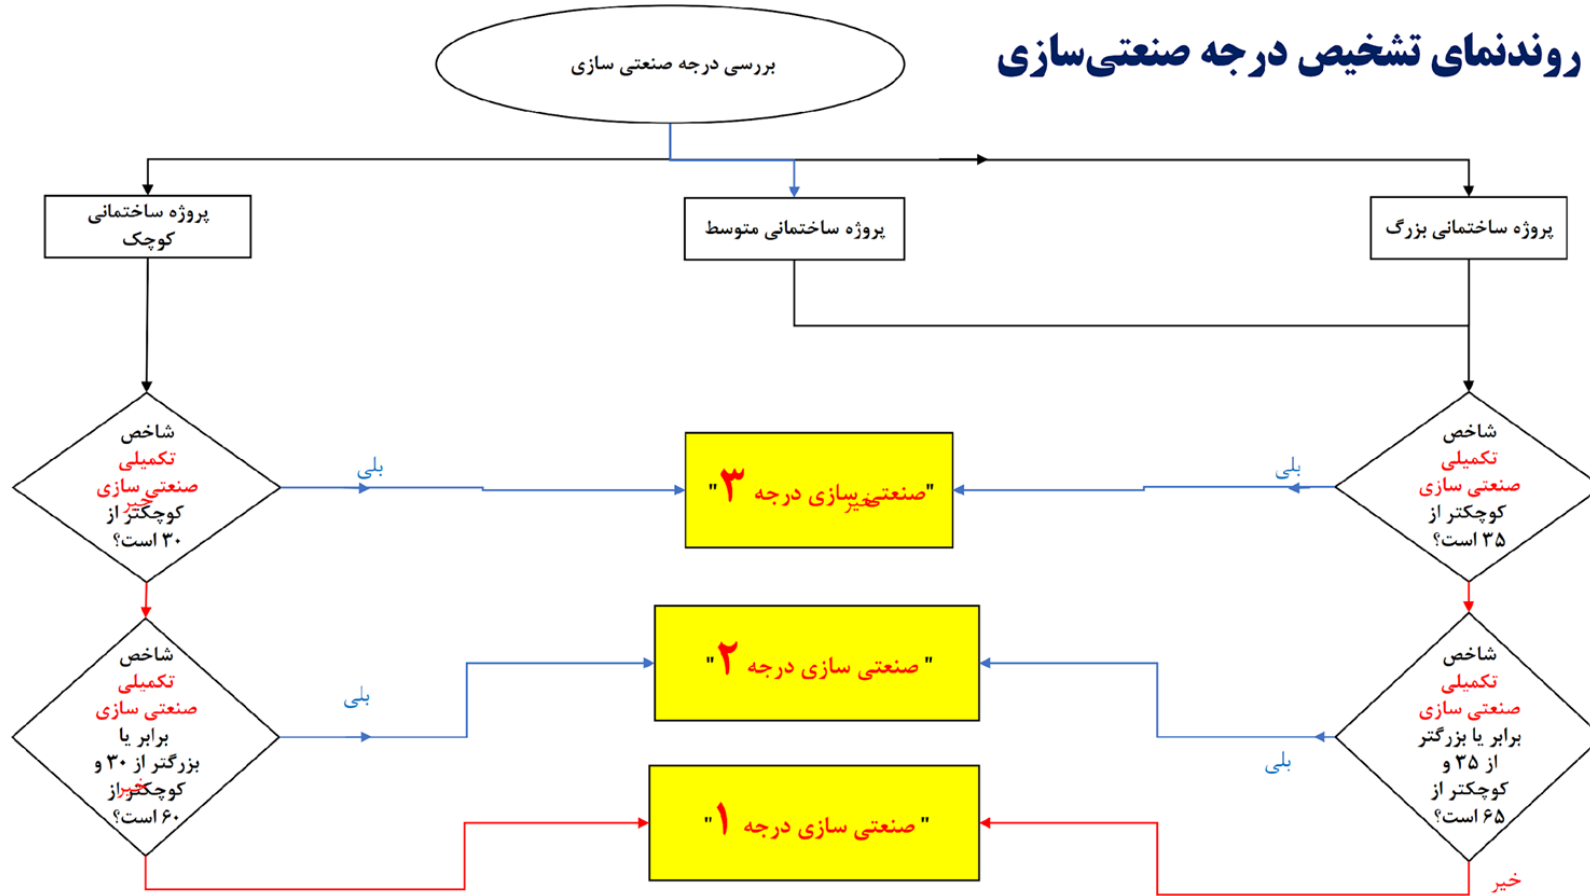 روندنمای تشخیص درجه صنعتی‌سازی
بررسی درجه صنعتی سازی
پروژه ساختمانی بزرگ
پروژه ساختمانی متوسط
پروژه ساختمانی
کوچک
شاخص
تکمیلی
صنعتی سازی
کوچکتر از
۳۵ است؟
بلی
"صنعتی سازی درجه ۳"
خیر
بلی
شاخص
تکمیلی
صنعتی سازی
خیر
کوچکتر از
۳۰ است؟
شاخص
تکمیلی
صنعتی سازی
برابر یا بزرگتر
از ۳۵ و
کوچکتر از
۶۵ است؟
بلی
" صنعتی سازی درجه ۲"
بلی
شاخص
تکمیلی
صنعتی سازی
برابر یا
بزرگتر از ۳۰ و
کوچکتر از
خیر
۶۰ است؟
" صنعتی سازی درجه ۱"
خیر